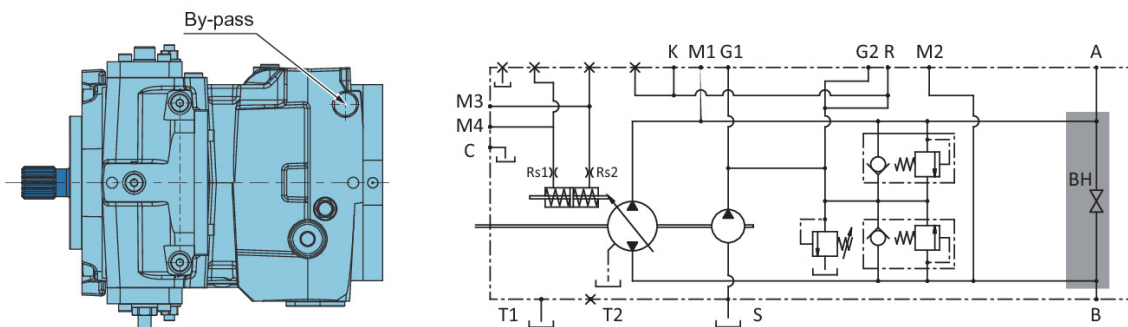 By-pass
K M1 G1 G2 R M2 A
M3
M4
C
Rs1 Rs2
BH
T1 T2 S B